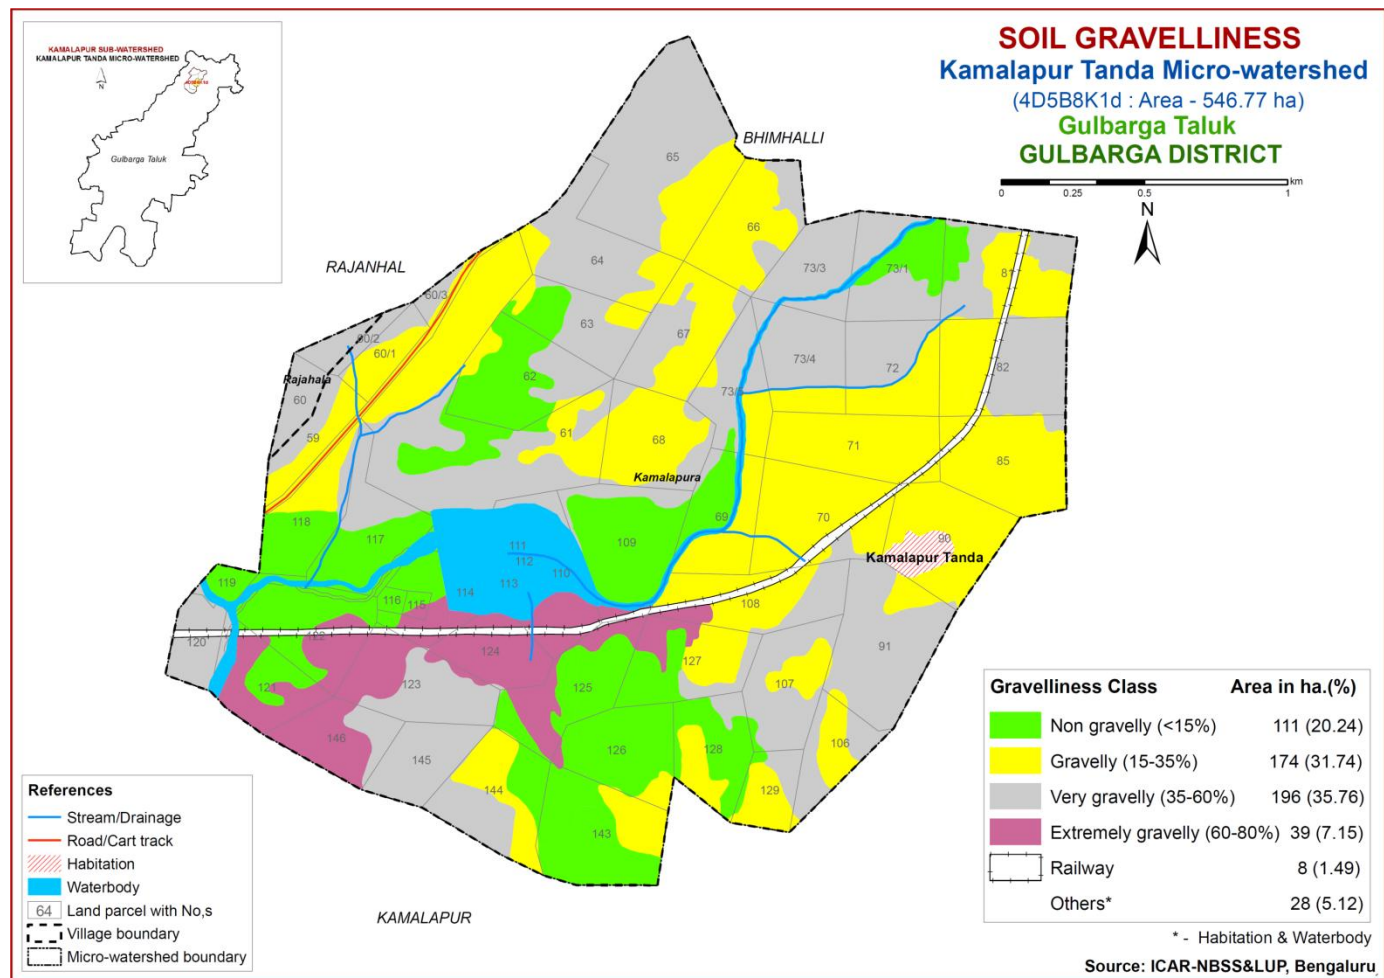 KAMALAPUR SUB-WATERSHED
KAMALAPUR TANDA MICRO-WATERSHED
N
Gulbarga Taluk
SOIL GRAVELLINESS
Kamalapur Tanda Micro-watershed
(4D5B8K1d : Area - 546.77 ha)
Gulbarga Taluk
GULBARGA DISTRICT
km
0 0.25 0.5 1
N
BHIMHALLI
RAJANHAL
KAMALAPUR
65
66
64
73/3
73/1
81
60/3
63
67
60/2
60/1
73/4
72
82
62
Rajahala
60
73/5
59
61
68
71
85
Kamalapura
118
117
109
69
70
90
Kamalapur Tanda
111
112
110
113
114
119
116
115
108
120
122
124
127
91
123
121
125
107
146
145
126
128
106
144
129
143
Gravelliness Class Area in ha.(%)
Non gravelly (<15%) 111 (20.24)
Gravelly (15-35%) 174 (31.74)
Very gravelly (35-60%) 196 (35.76)
Extremely gravelly (60-80%) 39 (7.15)
Railway 8 (1.49)
Others* 28 (5.12)
* - Habitation & Waterbody
Source: ICAR-NBSS&LUP, Bengaluru
References
Stream/Drainage
Road/Cart track
Habitation
Waterbody
64 Land parcel with No,s
Village boundary
Micro-watershed boundary